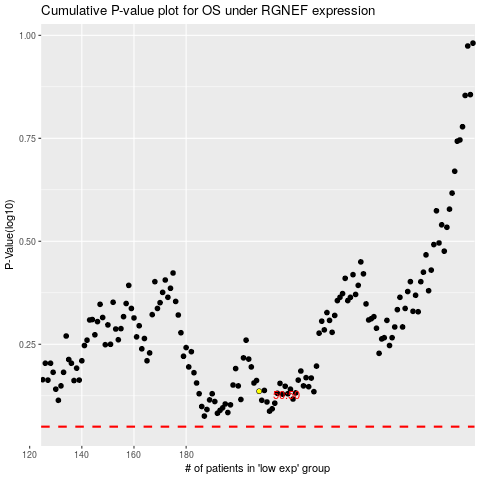 Cumulative P-value plot for OS under RGNEF expression
1.00
0.75
0.50
0.25
P-Value(log10)
120
140
160
180
# of patients in 'low exp' group